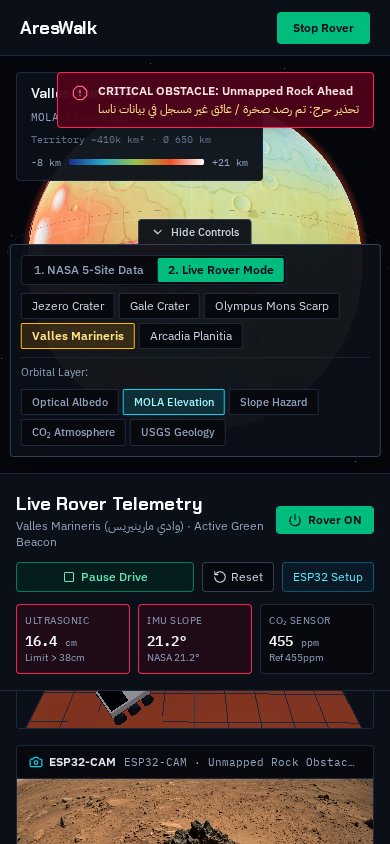 AresWalk
Stop Rover
CRITICAL OBSTACLE: Unmapped Rock Ahead
تحذير حرج: تم رصد صخرة / عائق غير مسجل في بيانات ناسا
Territory ~410k km² · Ø 650 km
-8 km
+21 km
Hide Controls
1. NASA 5-Site Data
2. Live Rover Mode
Jezero Crater
Gale Crater
Olympus Mons Scarp
Valles Marineris
Arcadia Planitia
Orbital Layer:
Optical Albedo
MOLA Elevation
Slope Hazard
CO₂ Atmosphere
USGS Geology
Live Rover Telemetry
Valles Marineris (وادي مارينيريس) · Active Green
Beacon
Rover ON
Pause Drive
Reset
ESP32 Setup
ULTRASONIC
16.4 cm
Limit > 38cm
IMU SLOPE
21.2°
NASA 21.2°
CO₂ SENSOR
455 ppm
Ref 455ppm
ESP32-CAM
ESP32-CAM · Unmapped Rock Obstac…